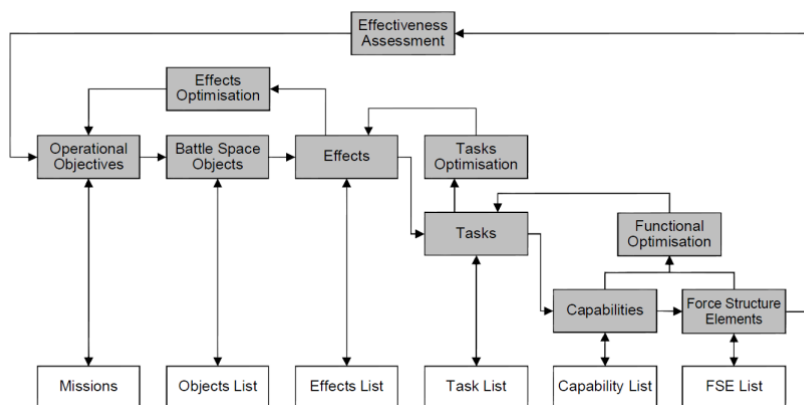 Effectiveness
Assessment
Effects
Optimisation
Operational
Objectives
Battle Space
Objects
Effects
Tasks
Optimisation
Tasks
Functional
Optimisation
Capabilities
Force Structure
Elements
Missions
Objects List
Effects List
Task List
Capability List
FSE List